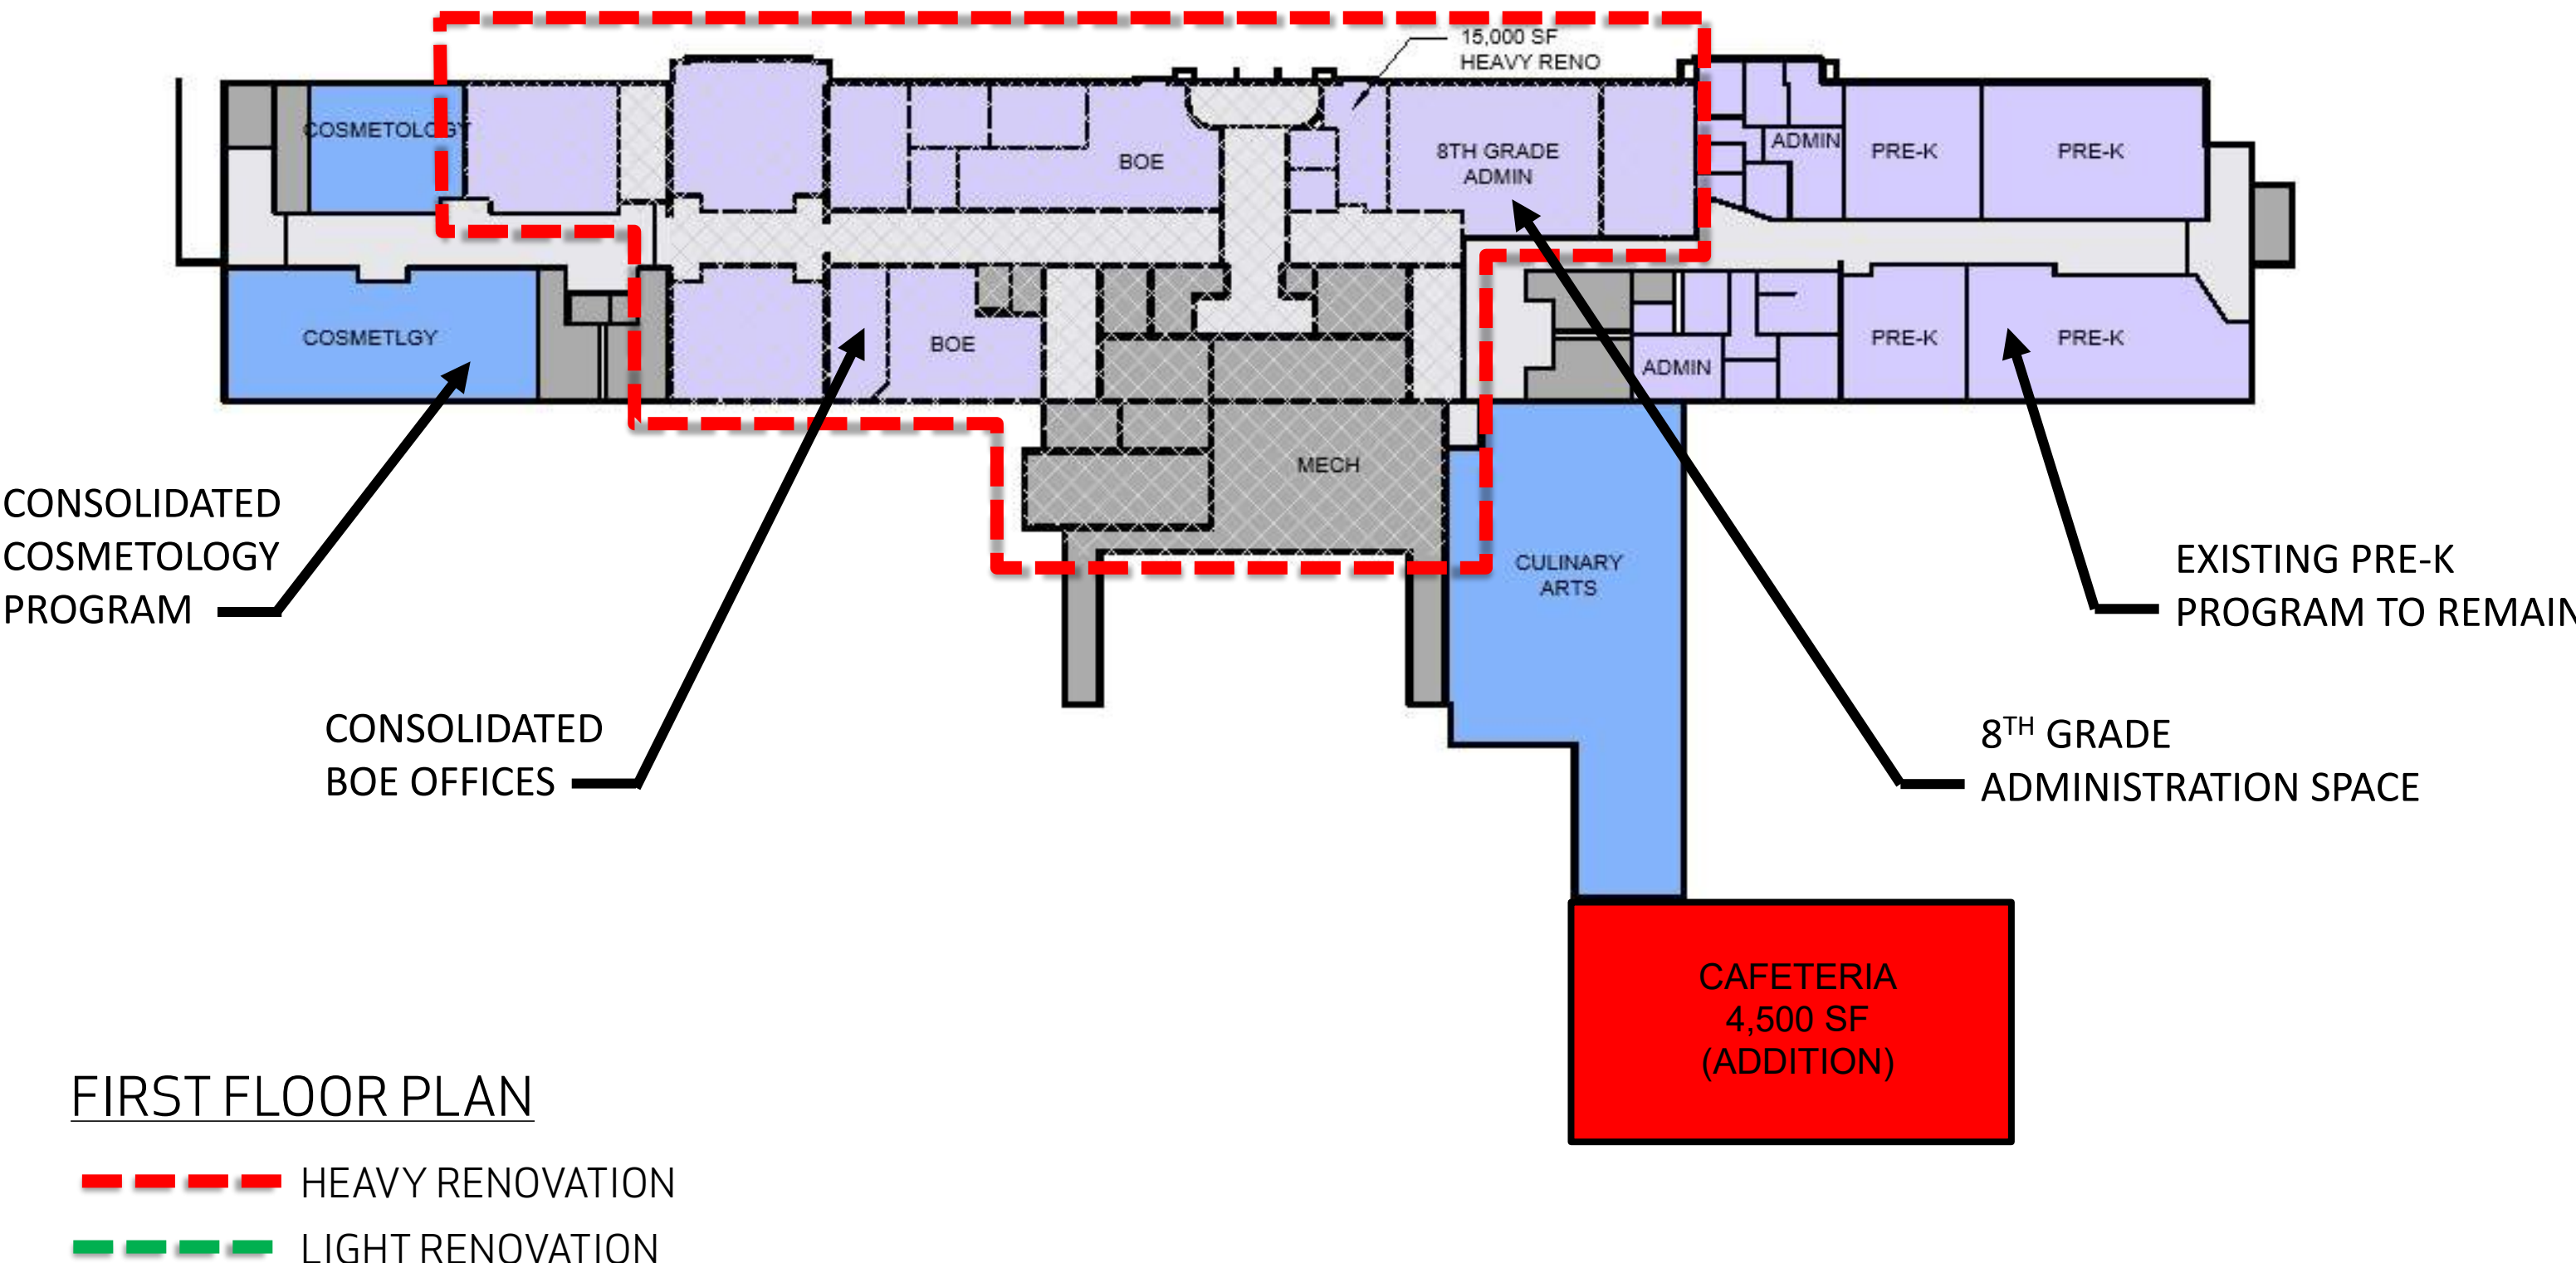 15,000 SF
HEAVY RENO
COSMETOLOGY
BOE
8TH GRADE
ADMIN
ADMIN
PRE-K
PRE-K
COSMETLGY
BOE
ADMIN
PRE-K
PRE-K
MECH
CULINARY
ARTS
CONSOLIDATED
COSMETOLOGY
PROGRAM
EXISTING PRE-K
PROGRAM TO REMAIN
CONSOLIDATED
BOE OFFICES
8TH GRADE
ADMINISTRATION SPACE
CAFETERIA
4,500 SF
(ADDITION)
FIRST FLOOR PLAN
HEAVY RENOVATION
LIGHT RENOVATION